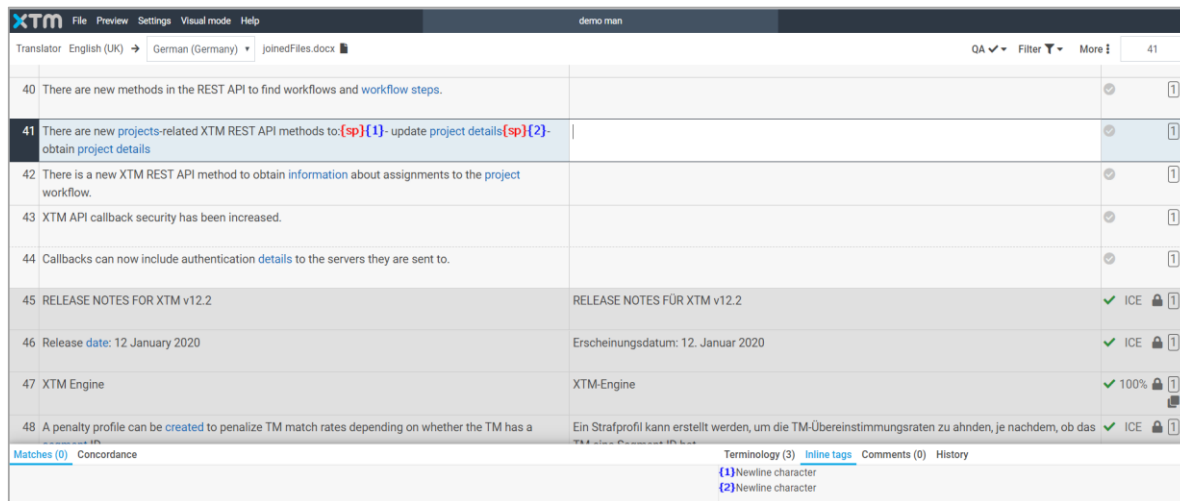 XTM File Preview Settings Visual mode Help demo man
Translator English (UK) → German (Germany) joinedFiles.docx QA Filter More 41
40 There are new methods in the REST API to find workflows and workflow steps. 1
41 There are new projects-related XTM REST API methods to:{sp}{1}- update project details{sp}{2}- 1
obtain project details
42 There is a new XTM REST API method to obtain information about assignments to the project 1
workflow.
43 XTM API callback security has been increased. 1
44 Callbacks can now include authentication details to the servers they are sent to. 1
45 RELEASE NOTES FOR XTM v12.2 RELEASE NOTES FÜR XTM v12.2 ICE 1
46 Release date: 12 January 2020 Erscheinungsdatum: 12. Januar 2020 ICE 1
47 XTM Engine XTM-Engine 100% 1
48 A penalty profile can be created to penalize TM match rates depending on whether the TM has a Ein Strafprofil kann erstellt werden, um die TM-Übereinstimmungsraten zu ahnden, je nachdem, ob das ICE 1
Matches (0) Concordance Terminology (3) Inline tags Comments (0) History
{1}Newline character
{2}Newline character